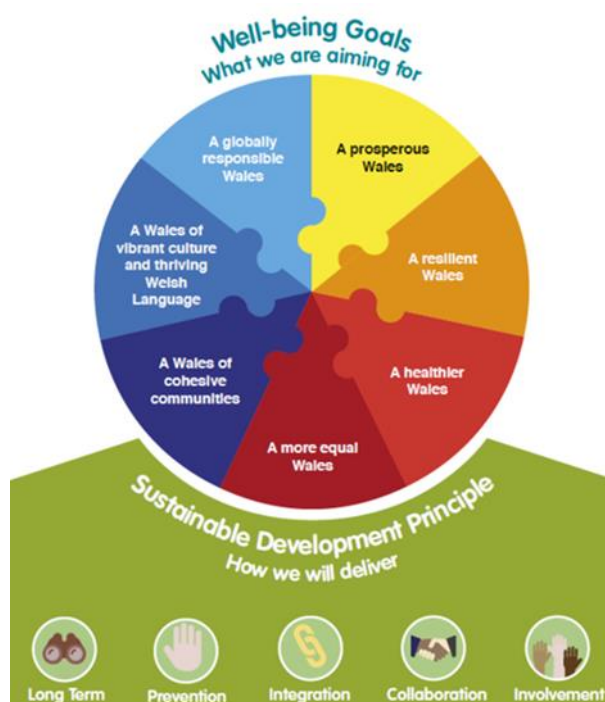 Well-being Goals
What we are aiming for
A globally
responsible
Wales
A prosperous
Wales
A Wales of
vibrant culture
and thriving
Welsh
Language
A resilient
Wales
A Wales of
cohesive
communities
A healthier
Wales
A more equal
Wales
Sustainable Development Principle
How we will deliver
Long Term
Prevention
Integration
Collaboration
Involvement